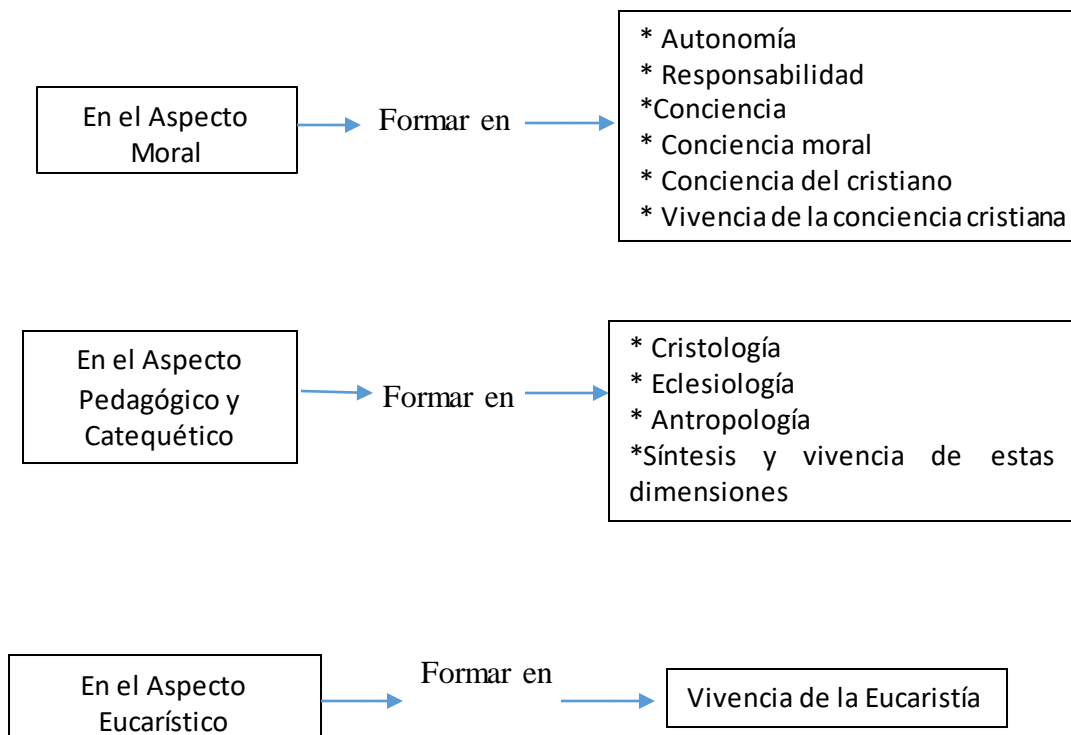 En el Aspecto
Moral
Formar en
* Autonomía
* Responsabilidad
*Conciencia
* Conciencia moral
* Conciencia del cristiano
* Vivencia de la conciencia cristiana
En el Aspecto
Pedagógico y
Catequético
Formar en
* Cristología
* Eclesiología
* Antropología
*Síntesis y vivencia de estas
dimensiones
En el Aspecto
Eucarístico
Formar en
Vivencia de la Eucaristía